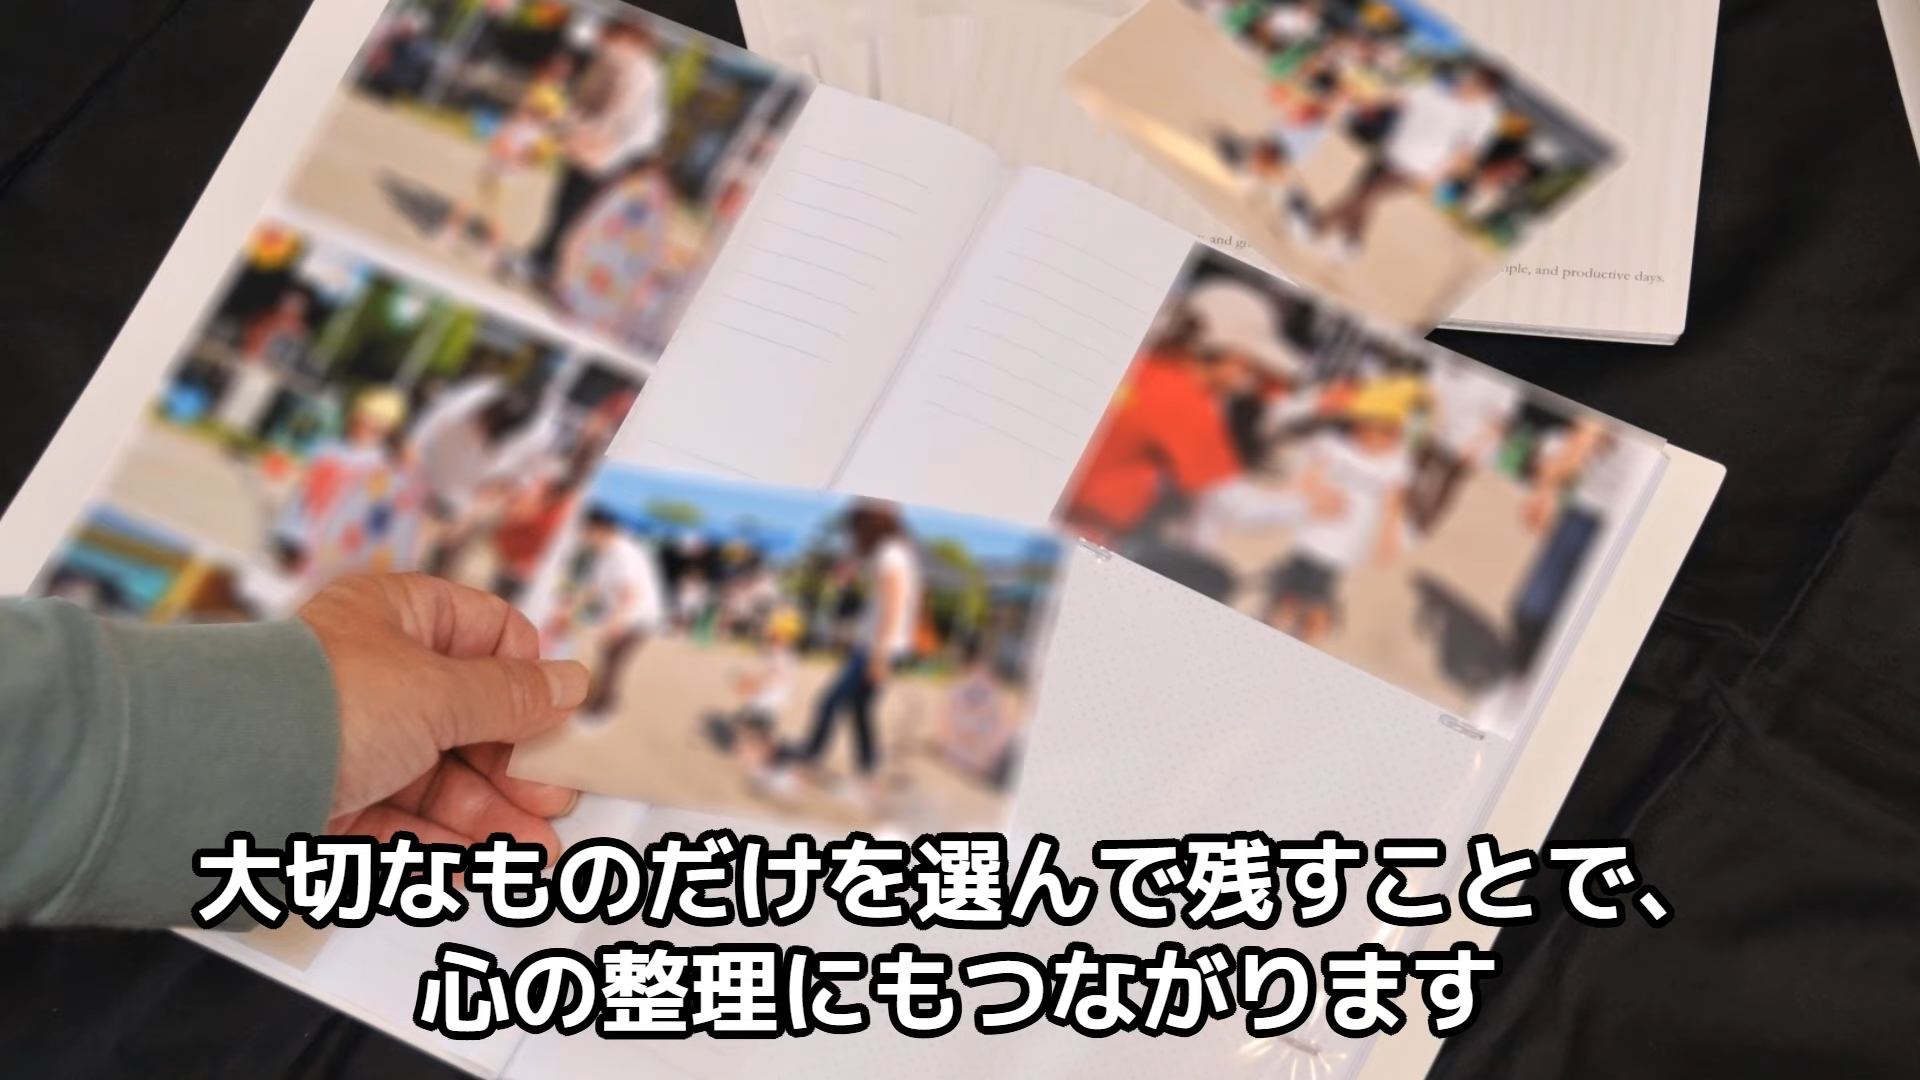 and
ple, and productive days.
大切なものだけを選んで残すことで、
心の整理にもつながります